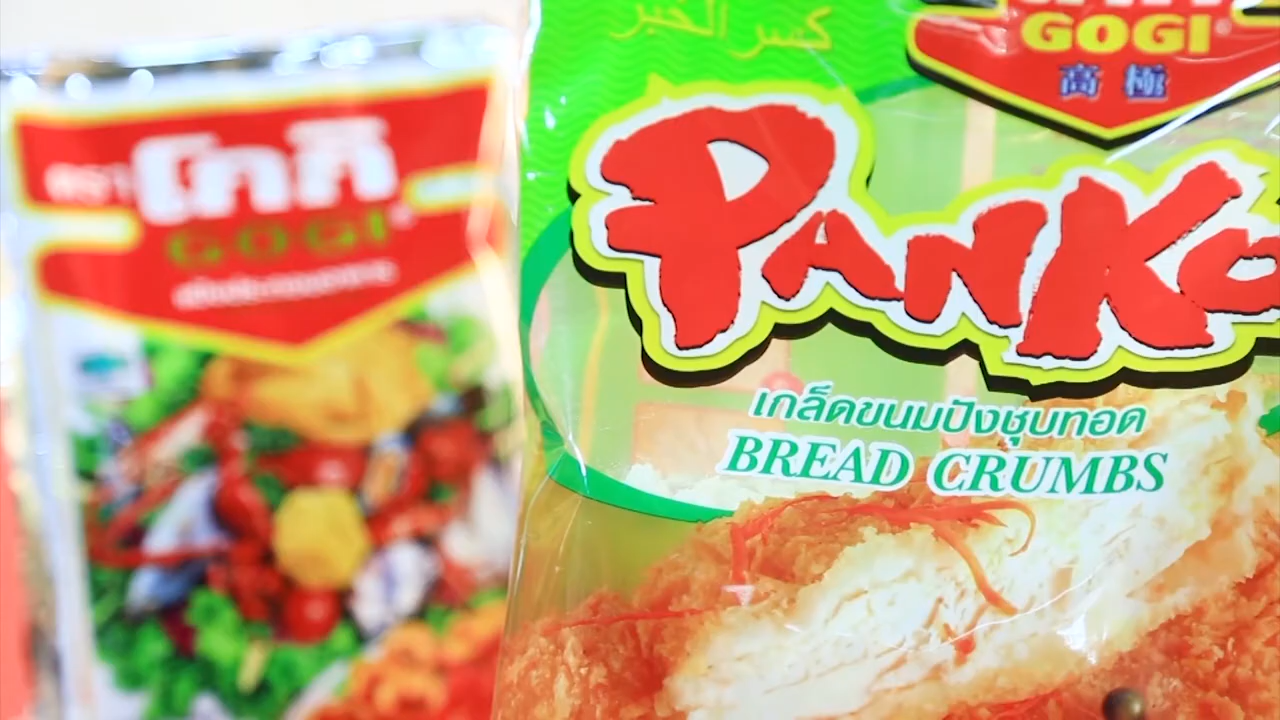 ตรา โกกิ
GOGI
كسر الخبز
GOGI
高極
PANKO
เกล็ดขนมปังชุบทอด
BREAD CRUMBS